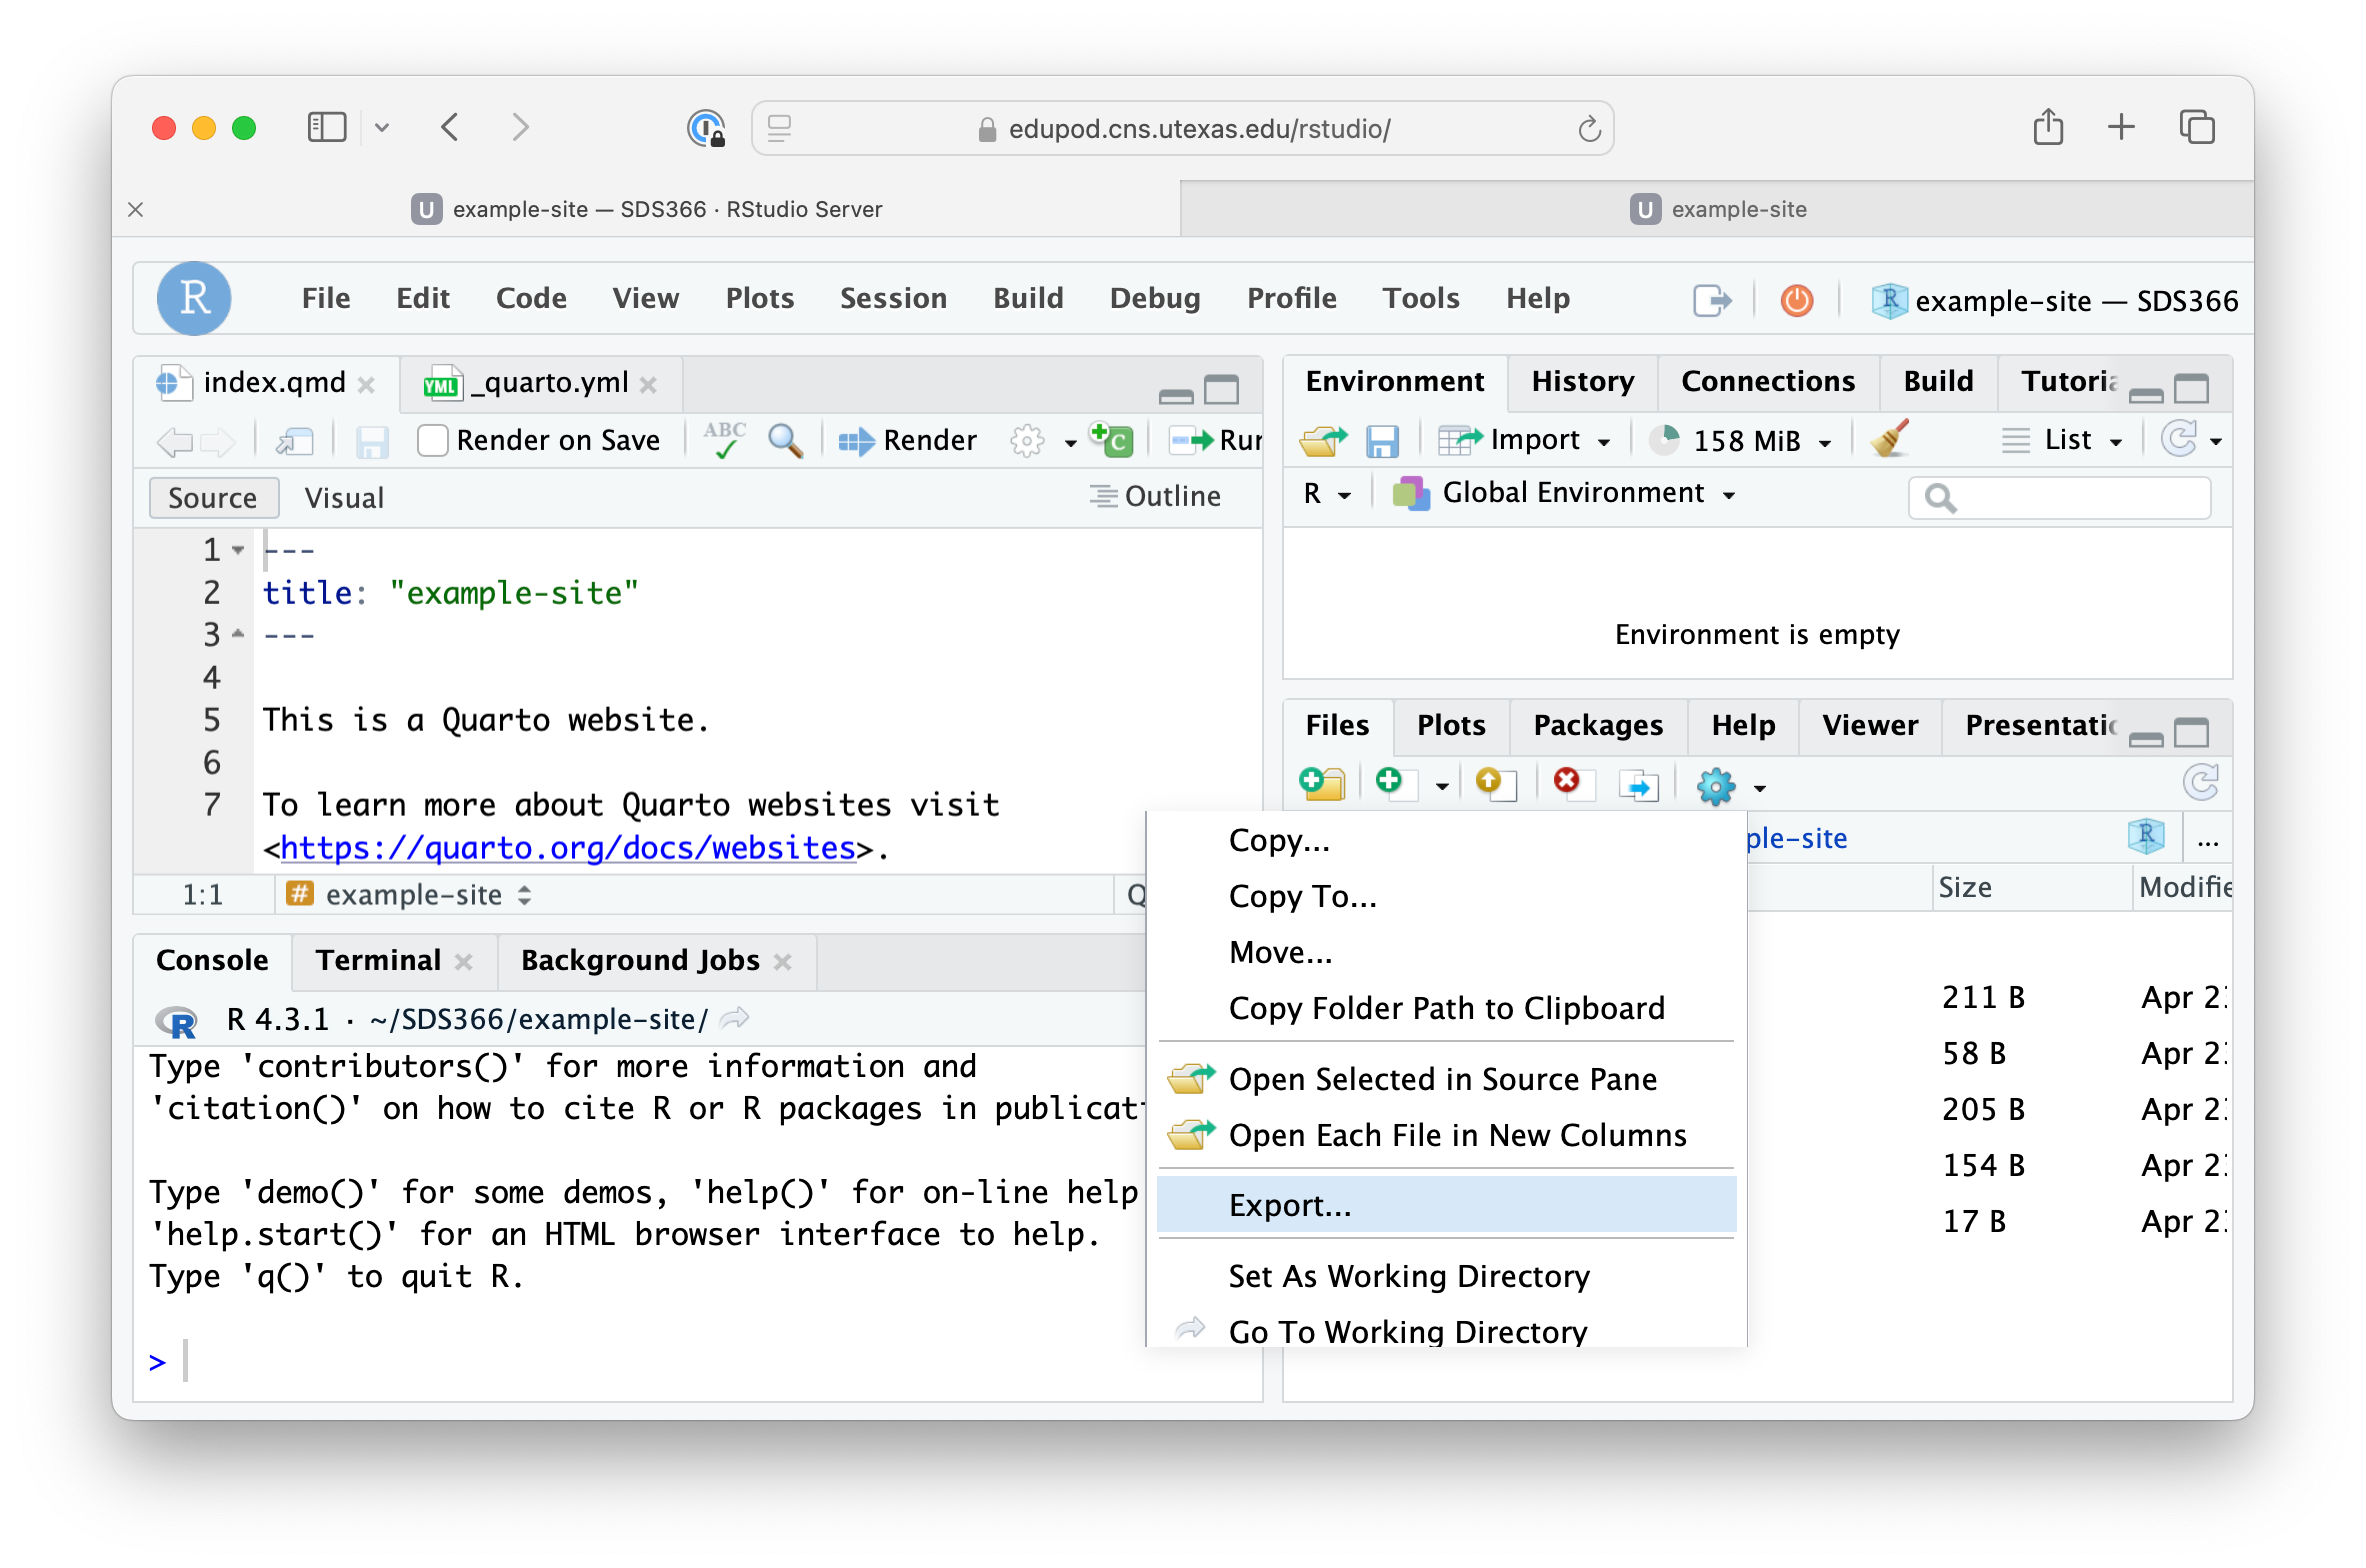 edupod.cns.utexas.edu/rstudio/
U example-site — SDS366 · RStudio Server
U example-site
R File Edit Code View Plots Session Build Debug Profile Tools Help
R example-site — SDS366
index.qmd
YML _quarto.yml
Render on Save ABC Render C
Source Visual Outline
1 ---
2 title: "example-site"
3 ---
4
5 This is a Quarto website.
6
7 To learn more about Quarto websites visit
<https://quarto.org/docs/websites>.
1:1 # example-site
Console Terminal Background Jobs
R R 4.3.1 · ~/SDS366/example-site/
Type 'contributors()' for more information and
'citation()' on how to cite R or R packages in publicati
Type 'demo()' for some demos, 'help()' for on-line help
'help.start()' for an HTML browser interface to help.
Type 'q()' to quit R.
>
Environment History Connections Build Tutoria
Import 158 MiB List
R Global Environment
Environment is empty
Files Plots Packages Help Viewer Presentatio
ple-site R ...
Size Modifie
211 B Apr 2
58 B Apr 2
205 B Apr 2
154 B Apr 2
17 B Apr 2
Copy...
Copy To...
Move...
Copy Folder Path to Clipboard
Open Selected in Source Pane
Open Each File in New Columns
Export...
Set As Working Directory
Go To Working Directory